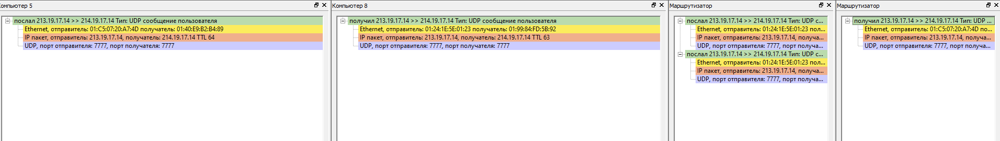 Компьютер 5
послал 213.19.17.14 >> 214.19.17.14 Тип: UDP сообщение пользователя
Ethernet, отправитель: 01:C5:07:20:A7:4D получатель: 01:40:E9:B2:B4:89
IP пакет, отправитель: 213.19.17.14, получатель: 214.19.17.14 TTL 64
UDP, порт отправителя: 7777, порт получателя: 7777
Компьютер 8
получил 213.19.17.14 >> 214.19.17.14 Тип: UDP сообщение пользователя
Ethernet, отправитель: 01:24:1E:5E:01:23 получатель: 01:99:84:FD:5B:92
IP пакет, отправитель: 213.19.17.14, получатель: 214.19.17.14 TTL 63
UDP, порт отправителя: 7777, порт получателя: 7777
Маршрутизатор
послал 213.19.17.14 >> 214.19.17.14 Тип: UDP с...
Ethernet, отправитель: 01:24:1E:5E:01:23 пол...
IP пакет, отправитель: 213.19.17.14, получа...
UDP, порт отправителя: 7777, порт получа...
послал 213.19.17.14 >> 214.19.17.14 Тип: UDP с...
Ethernet, отправитель: 01:24:1E:5E:01:23 пол...
IP пакет, отправитель: 213.19.17.14, получа...
UDP, порт отправителя: 7777, порт получа...
Маршрутизатор
получил 213.19.17.14 >> 214.19.17.14 Тип: UDP ...
Ethernet, отправитель: 01:C5:07:20:A7:4D по...
IP пакет, отправитель: 213.19.17.14, получа...
UDP, порт отправителя: 7777, порт получа...